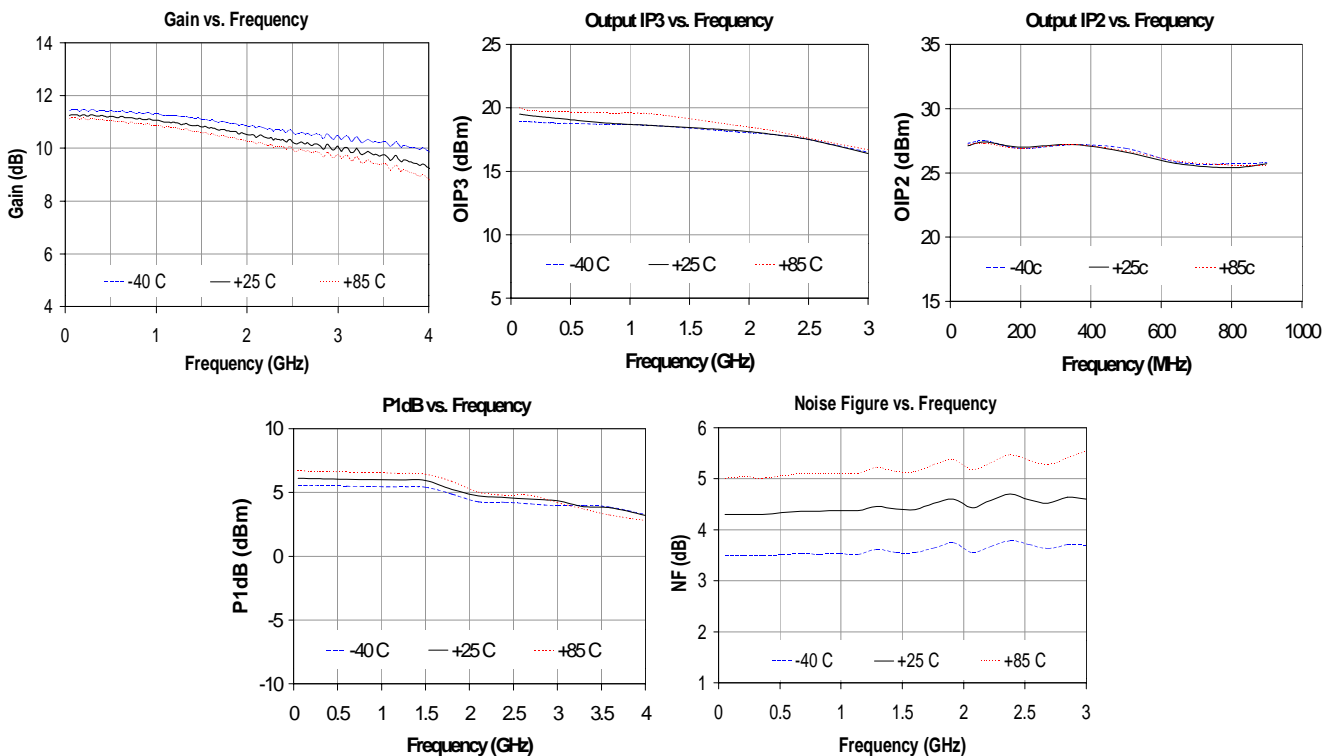 Gain vs. Frequency
14
12
10
8
6
4
Gain (dB)
-40 C
+25 C
+85 C
0
1
2
3
4
Frequency (GHz)
Output IP3 vs. Frequency
25
20
15
10
5
OIP3 (dBm)
-40 C
+25 C
+85 C
0
0.5
1
1.5
2
2.5
3
Frequency (GHz)
Output IP2 vs. Frequency
35
30
25
20
15
OIP2 (dBm)
-40c
+25c
+85c
0
200
400
600
800
1000
Frequency (MHz)
P1dB vs. Frequency
10
5
0
-5
-10
P1dB (dBm)
-40 C
+25 C
+85 C
0
0.5
1
1.5
2
2.5
3
3.5
4
Frequency (GHz)
Noise Figure vs. Frequency
6
5
4
3
2
1
NF (dB)
-40 C
+25 C
+85 C
0
0.5
1
1.5
2
2.5
3
Frequency (GHz)